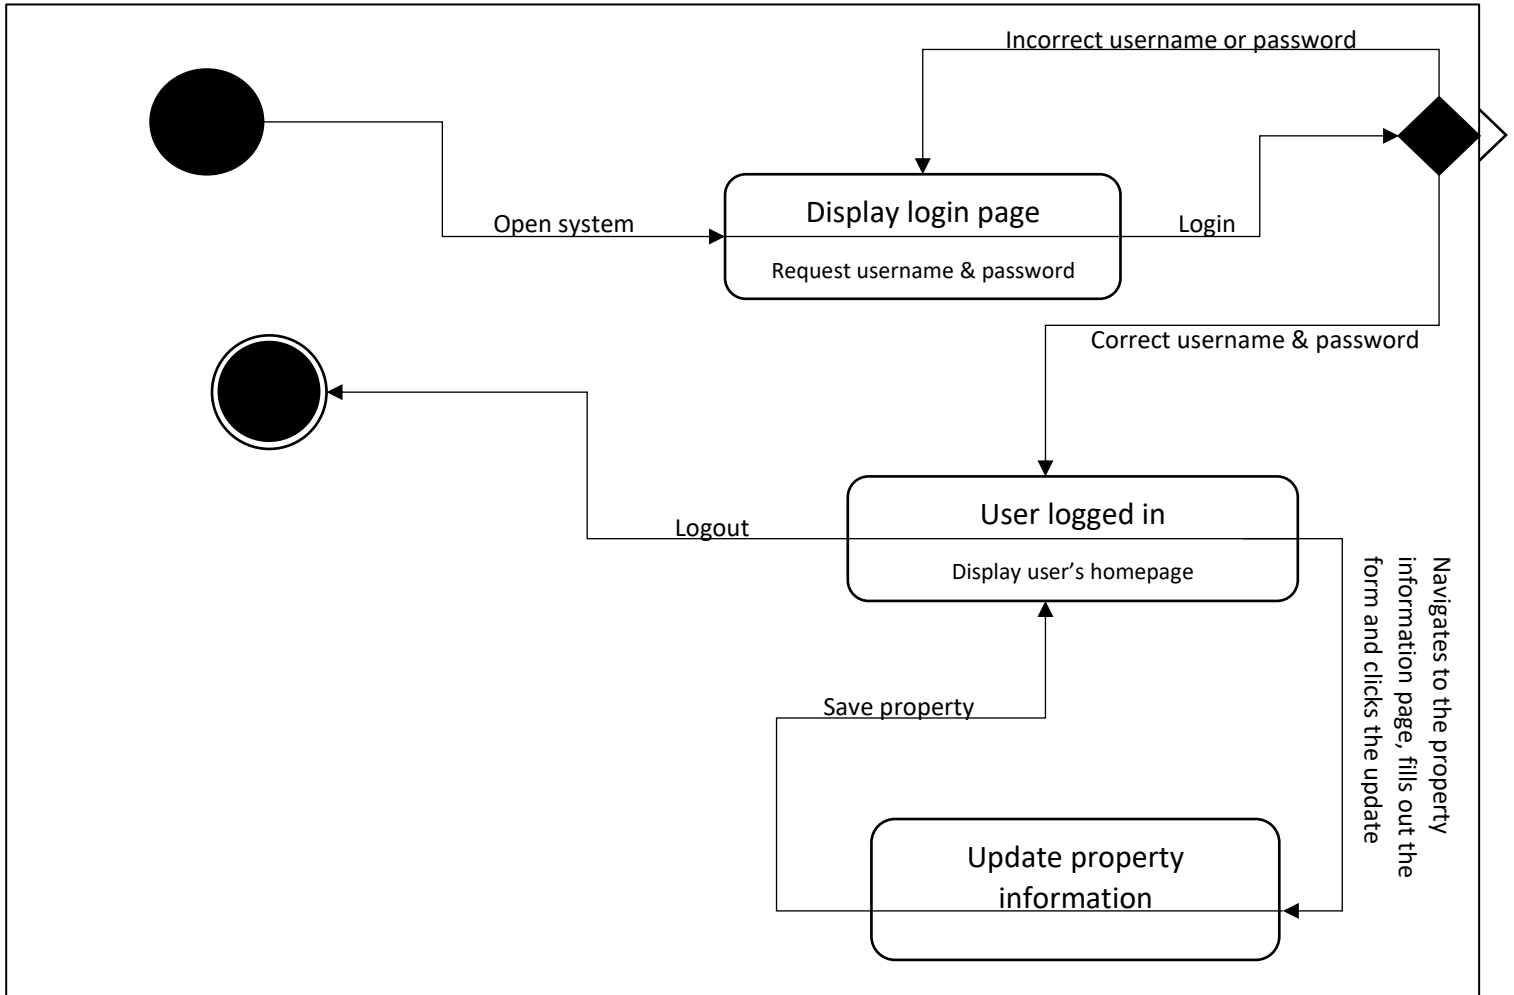 Incorrect username or password
Display login page
Open system
Login
Request username & password
Correct username & password
User logged in
Logout
Display user’s homepage
Navigates to the property
information page, fills out the
form and clicks the update
Save property
Update property
information